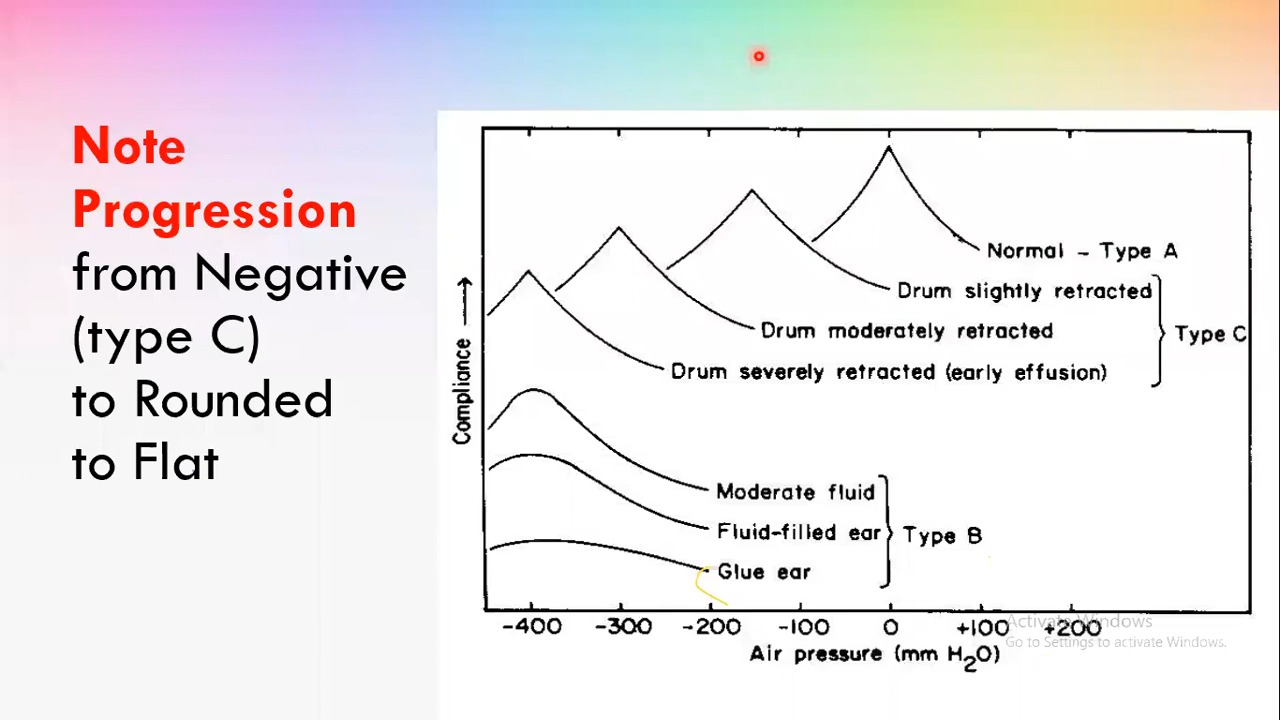 Note
Progression
from Negative
(type C)
to Rounded
to Flat
Compliance →
Normal - Type A
Drum slightly retracted
Drum moderately retracted
Type C
Drum severely retracted (early effusion)
Moderate fluid
Fluid-filled ear
Type B
Glue ear
-400 -300 -200 -100 0 +100 +200
Air pressure (mm H₂O)
Activate Windows
Go to Settings to activate Windows.